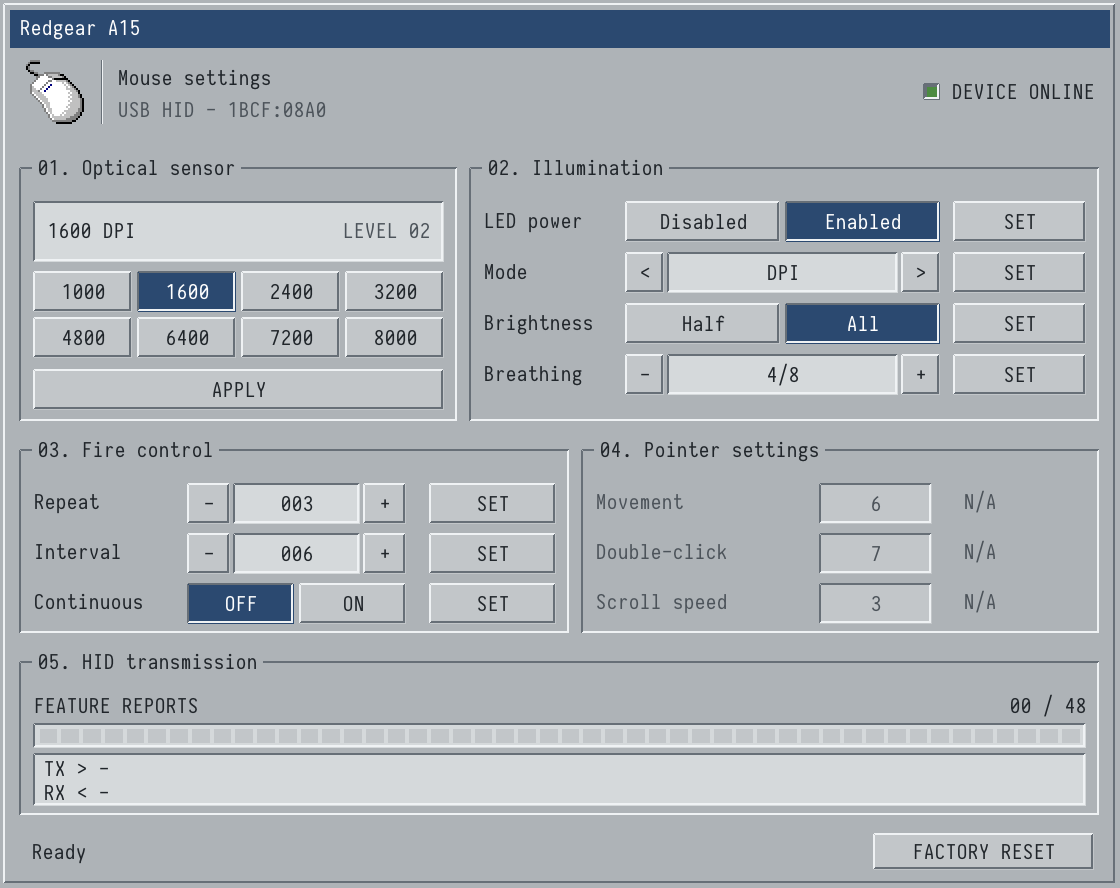 Redgear A15
Mouse settings
USB HID - 1BCF:08A0
DEVICE ONLINE
01. Optical sensor
1600 DPI LEVEL 02
1000 1600 2400 3200
4800 6400 7200 8000
APPLY
02. Illumination
LED power Disabled Enabled SET
Mode < DPI > SET
Brightness Half All SET
Breathing - 4/8 + SET
03. Fire control
Repeat - 003 + SET
Interval - 006 + SET
Continuous OFF ON SET
04. Pointer settings
Movement 6 N/A
Double-click 7 N/A
Scroll speed 3 N/A
05. HID transmission
FEATURE REPORTS 00 / 48
TX > -
RX < -
Ready FACTORY RESET